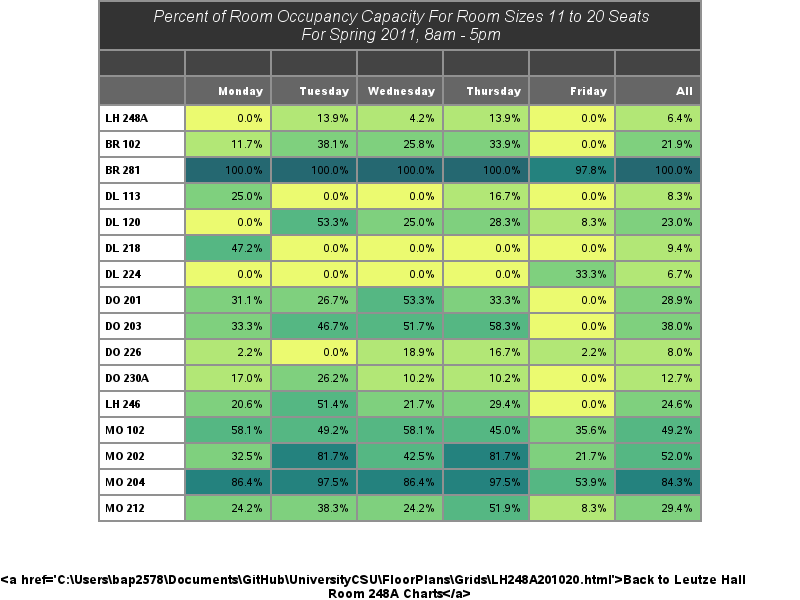 Percent of Room Occupancy Capacity For Room Sizes 11 to 20 Seats
For Spring 2011, 8am - 5pm
Monday Tuesday Wednesday Thursday Friday All
LH 248A 0.0% 13.9% 4.2% 13.9% 0.0% 6.4%
BR 102 11.7% 38.1% 25.8% 33.9% 0.0% 21.9%
BR 281 100.0% 100.0% 100.0% 100.0% 97.8% 100.0%
DL 113 25.0% 0.0% 0.0% 16.7% 0.0% 8.3%
DL 120 0.0% 53.3% 25.0% 28.3% 8.3% 23.0%
DL 218 47.2% 0.0% 0.0% 0.0% 0.0% 9.4%
DL 224 0.0% 0.0% 0.0% 0.0% 33.3% 6.7%
DO 201 31.1% 26.7% 53.3% 33.3% 0.0% 28.9%
DO 203 33.3% 46.7% 51.7% 58.3% 0.0% 38.0%
DO 226 2.2% 0.0% 18.9% 16.7% 2.2% 8.0%
DO 230A 17.0% 26.2% 10.2% 10.2% 0.0% 12.7%
LH 246 20.6% 51.4% 21.7% 29.4% 0.0% 24.6%
MO 102 58.1% 49.2% 58.1% 45.0% 35.6% 49.2%
MO 202 32.5% 81.7% 42.5% 81.7% 21.7% 52.0%
MO 204 86.4% 97.5% 86.4% 97.5% 53.9% 84.3%
MO 212 24.2% 38.3% 24.2% 51.9% 8.3% 29.4%
<a href='C:\Users\bap2578\Documents\GitHub\UniversityCSU\FloorPlans\Grids\LH248A201020.html'>Back to Leutze Hall
Room 248A Charts</a>